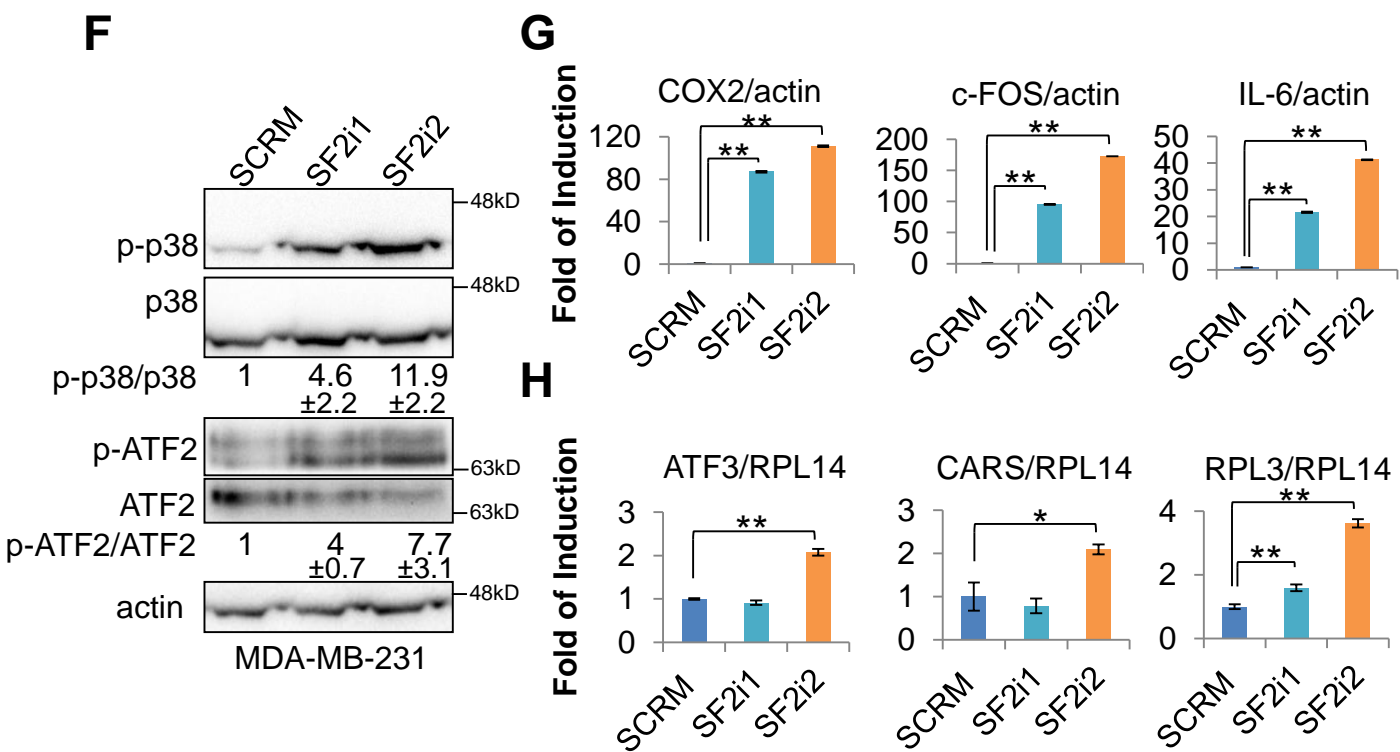 F
SCRM SF2i1 SF2i2
p-p38
48kD
p38
48kD
p-p38/p38 1 4.6 11.9
±2.2 ±2.2
p-ATF2
63kD
ATF2
63kD
p-ATF2/ATF2 1 4 7.7
±0.7 ±3.1
actin
48kD
MDA-MB-231
G
Fold of Induction
COX2/actin
120
80
40
0
**
**
SCRM SF2i1 SF2i2
c-FOS/actin
200
150
100
50
0
**
**
SCRM SF2i1 SF2i2
IL-6/actin
50
40
30
20
10
0
**
**
SCRM SF2i1 SF2i2
H
Fold of Induction
ATF3/RPL14
3
2
1
0
**
SCRM SF2i1 SF2i2
CARS/RPL14
3
2
1
0
*
SCRM SF2i1 SF2i2
RPL3/RPL14
4
2
0
**
**
SCRM SF2i1 SF2i2